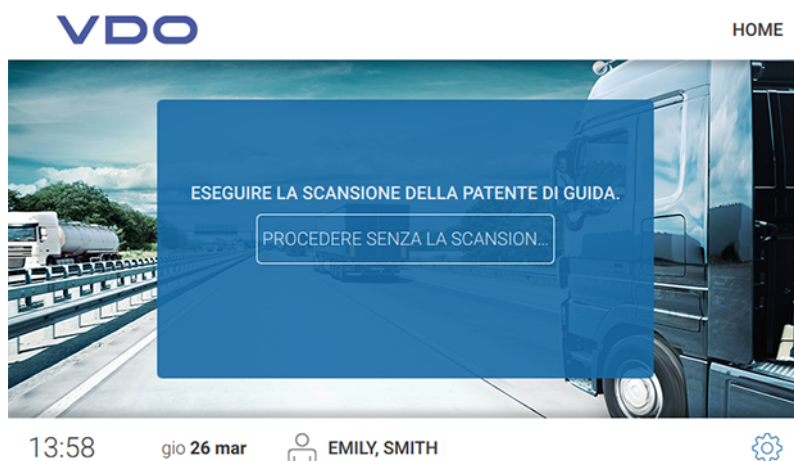 VDO
HOME
ESEGUIRE LA SCANSIONE DELLA PATENTE DI GUIDA.
PROCEDERE SENZA LA SCANSION...
13:58 gio 26 mar EMILY, SMITH